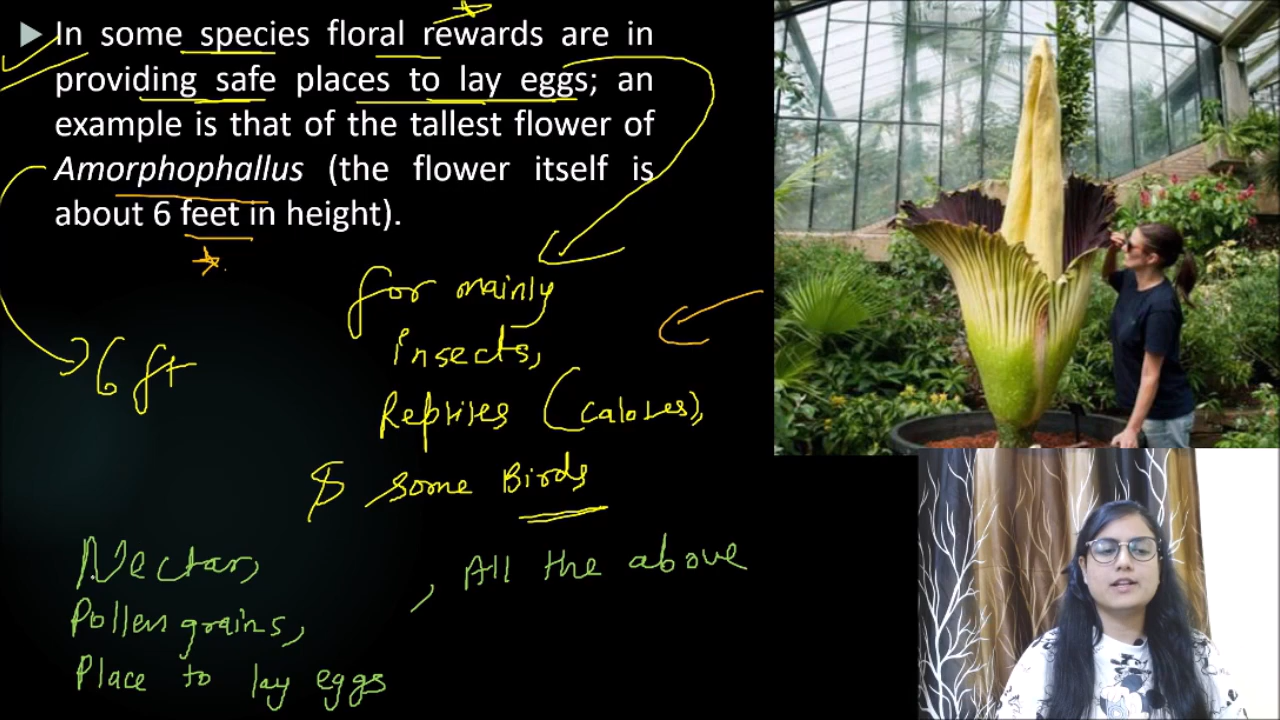 In some species floral rewards are in
providing safe places to lay eggs; an
example is that of the tallest flower of
Amorphophallus (the flower itself is
about 6 feet in height).
for mainly
insects,
6 ft
Reptiles (calotes),
& some Birds
Nectar,
, All the above
Pollen grains,
Place to lay eggs